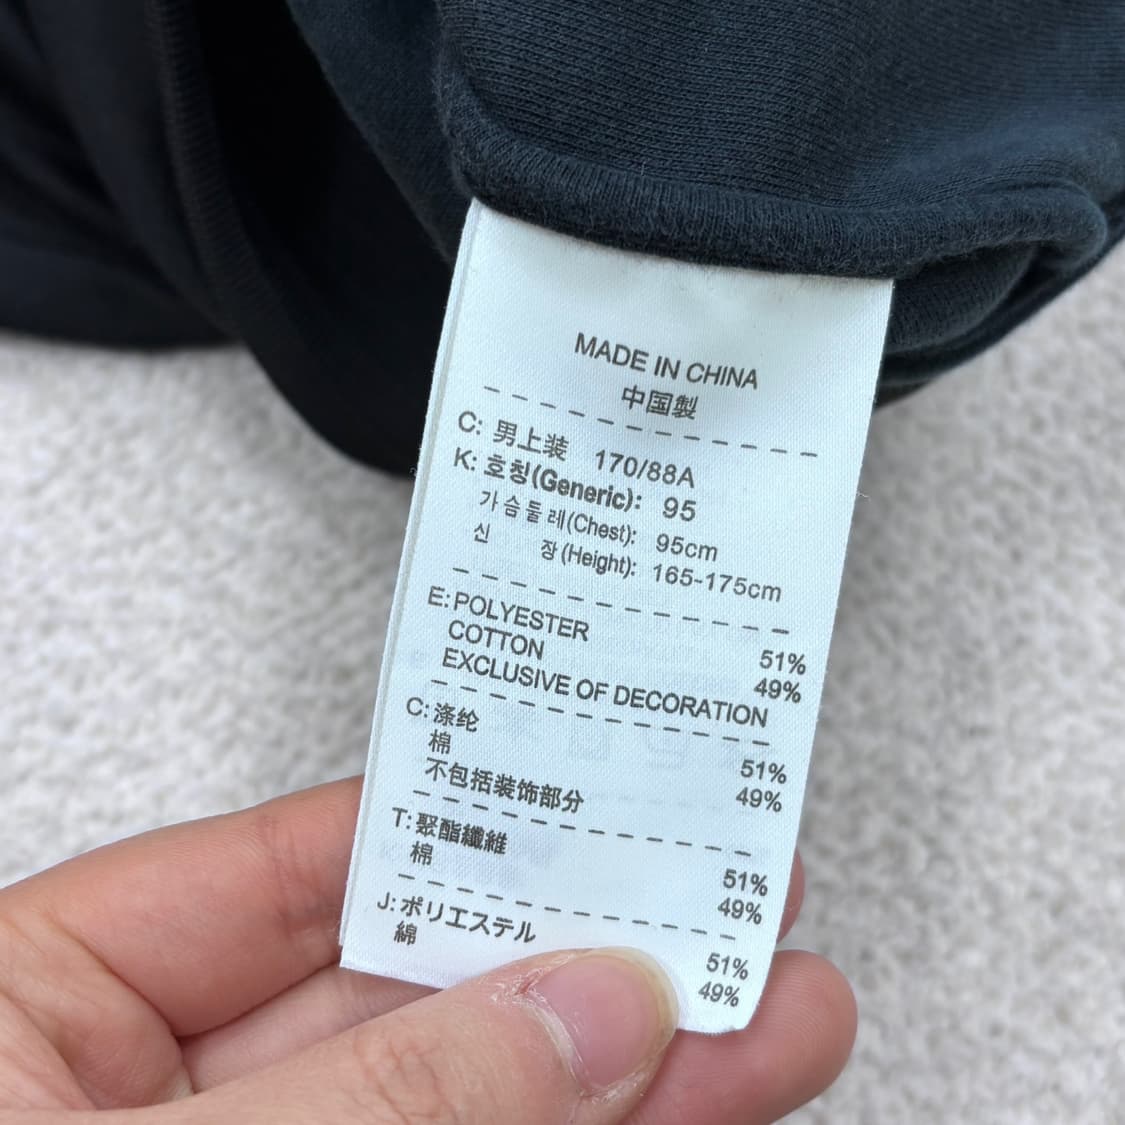 MADE IN CHINA
中国製
C: 男上装 170/88A
K: 호칭(Generic): 95
가슴둘레(Chest): 95cm
신 장(Height): 165-175cm
E: POLYESTER 51%
COTTON 49%
EXCLUSIVE OF DECORATION
C: 涤纶 51%
棉 49%
不包括装饰部分
T: 聚酯纖維 51%
棉 49%
J: ポリエステル 51%
綿 49%